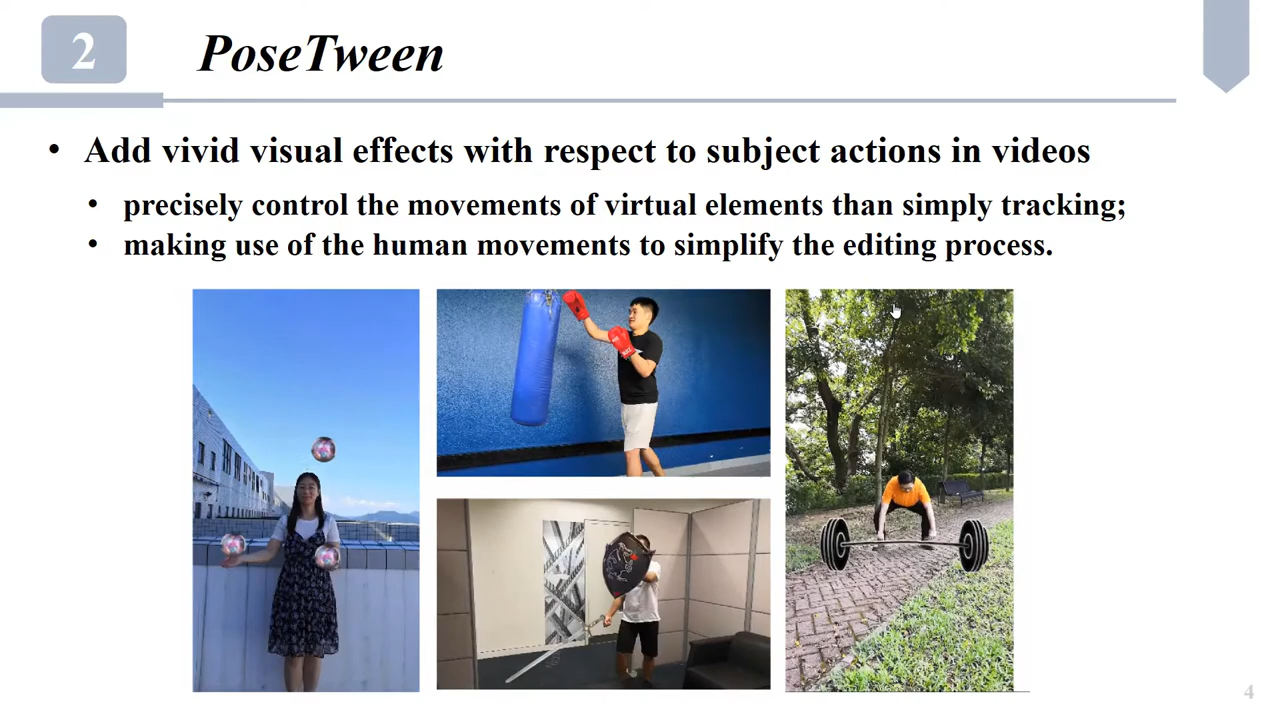 2
PoseTween
• Add vivid visual effects with respect to subject actions in videos
• precisely control the movements of virtual elements than simply tracking;
• making use of the human movements to simplify the editing process.
4